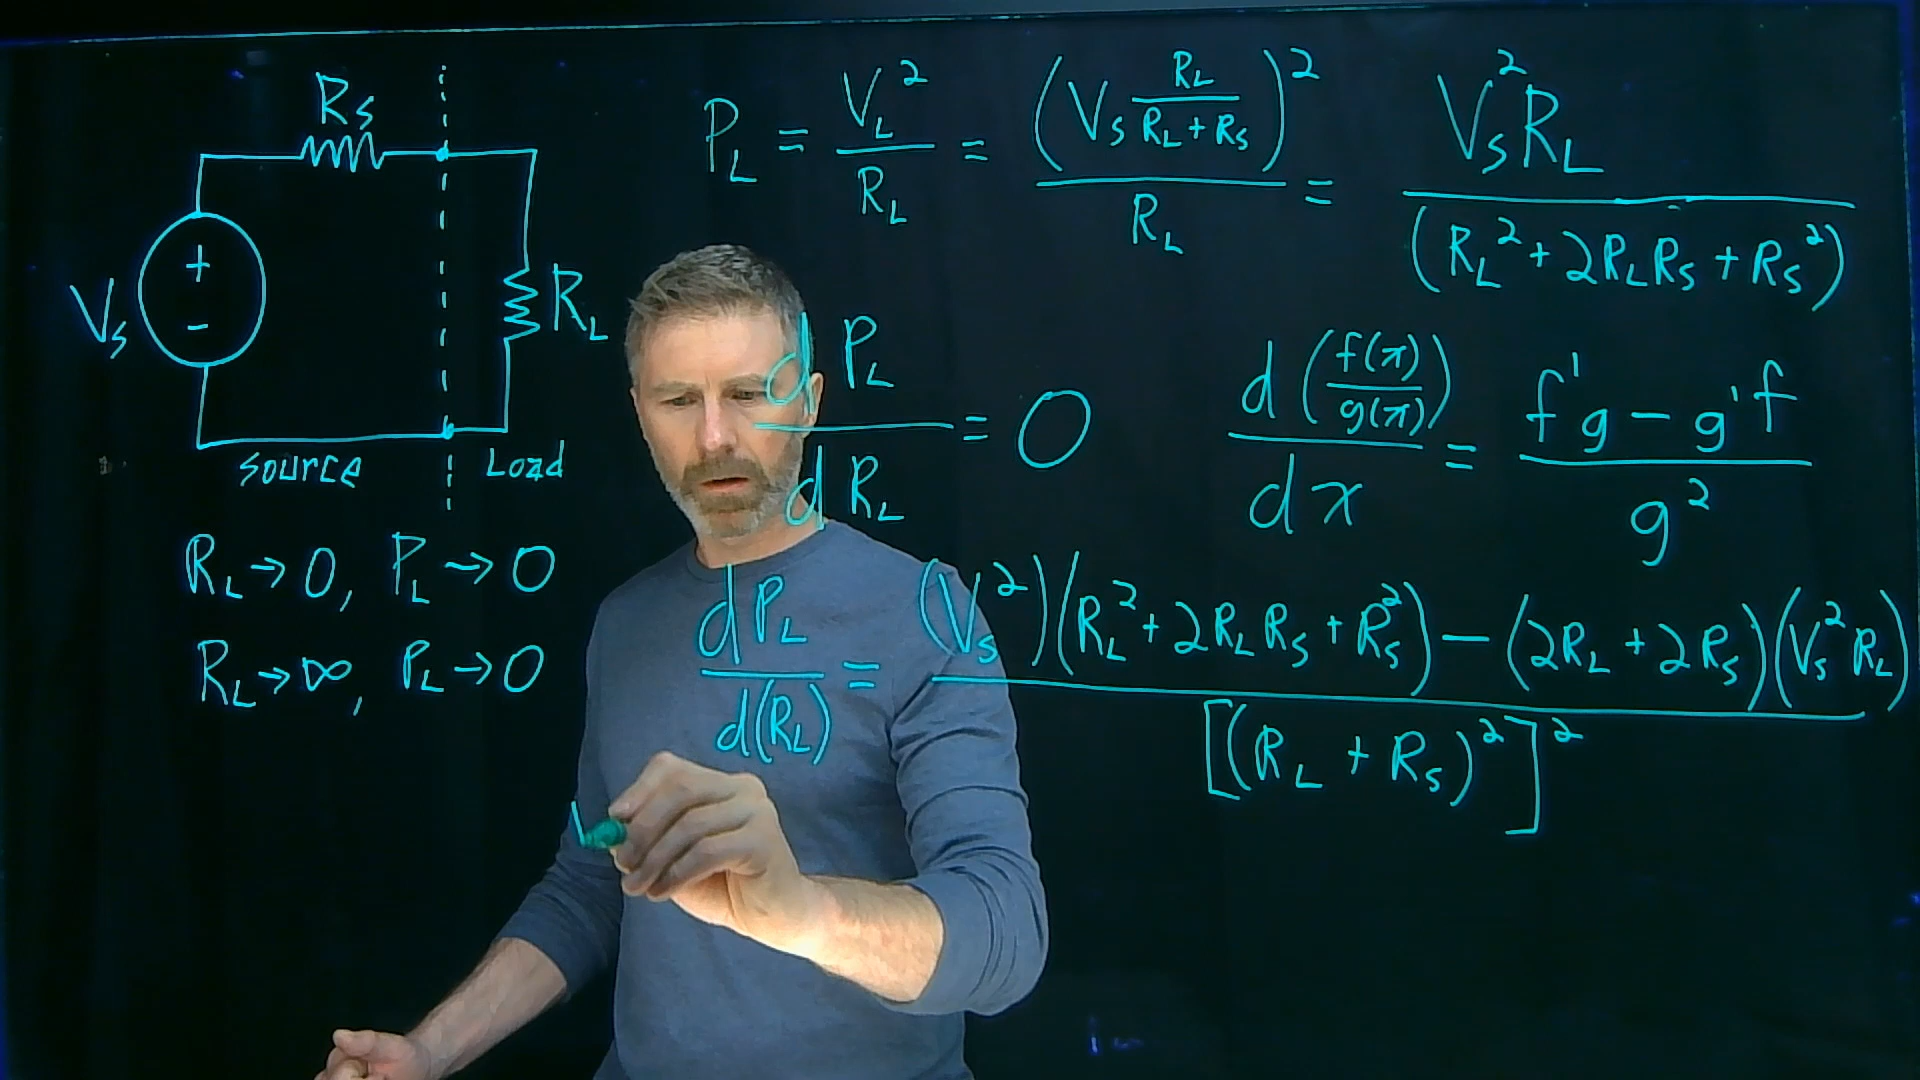 R_S
V_S
+
-
R_L
source
Load
R_L → 0, P_L → 0
R_L → ∞, P_L → 0
P_L = V_L^2 / R_L = (V_S R_L / (R_L + R_S))^2 / R_L = V_S^2 R_L / (R_L^2 + 2R_L R_S + R_S^2)
d P_L / d R_L = 0
d (f(x) / g(x)) / dx = (f'g - g'f) / g^2
dP_L / d(R_L) = (V_S^2)(R_L^2 + 2R_L R_S + R_S^2) - (2R_L + 2R_S)(V_S^2 R_L) / [(R_L + R_S)^2]^2